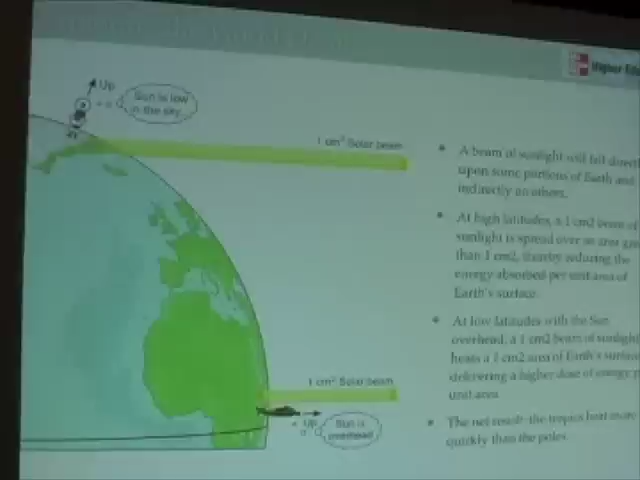 Higher Edu
Up
Sun is low
in the sky
1 cm² Solar beam
1 cm² Solar beam
Up
Sun is
overhead
• A beam of sunlight will fall directl
upon some portions of Earth and
indirectly on others.
• At high latitudes, a 1 cm2 beam of
sunlight is spread over an area gre
than 1 cm2, thereby reducing the
energy absorbed per unit area of
Earth's surface.
• At low latitudes with the Sun
overhead, a 1 cm2 beam of sunlight
heats a 1 cm2 area of Earth's surface
delivering a higher dose of energy p
unit area.
• The net result: the tropics heat more
quickly than the poles.